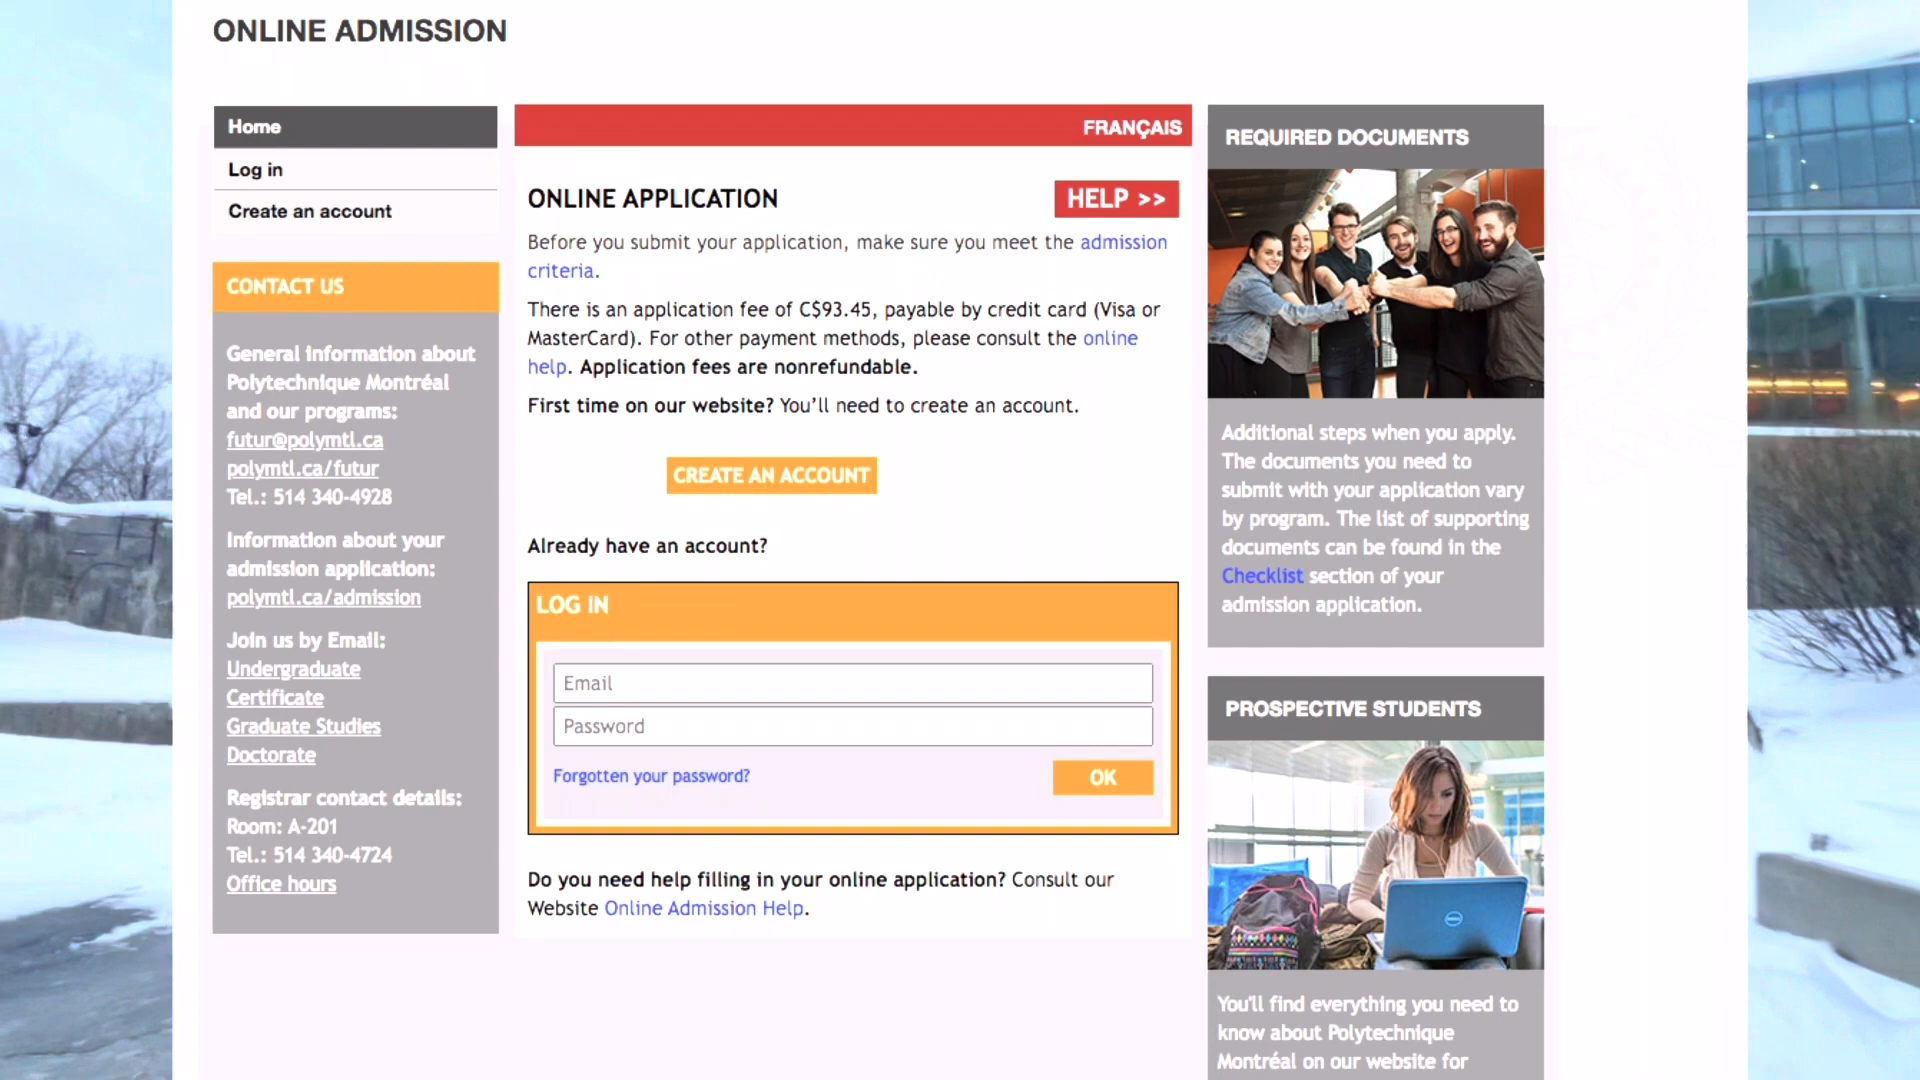 ONLINE ADMISSION
Home
Log in
Create an account
CONTACT US
General information about
Polytechnique Montréal
and our programs:
futur@polymtl.ca
polymtl.ca/futur
Tel.: 514 340-4928
Information about your
admission application:
polymtl.ca/admission
Join us by Email:
Undergraduate
Certificate
Graduate Studies
Doctorate
Registrar contact details:
Room: A-201
Tel.: 514 340-4724
Office hours
FRANÇAIS
ONLINE APPLICATION
HELP >>
Before you submit your application, make sure you meet the admission
criteria.
There is an application fee of C$93.45, payable by credit card (Visa or
MasterCard). For other payment methods, please consult the online
help. Application fees are nonrefundable.
First time on our website? You'll need to create an account.
CREATE AN ACCOUNT
Already have an account?
LOG IN
Email
Password
Forgotten your password?
OK
Do you need help filling in your online application? Consult our
Website Online Admission Help.
REQUIRED DOCUMENTS
Additional steps when you apply.
The documents you need to
submit with your application vary
by program. The list of supporting
documents can be found in the
Checklist section of your
admission application.
PROSPECTIVE STUDENTS
DELL
You'll find everything you need to
know about Polytechnique
Montréal on our website for